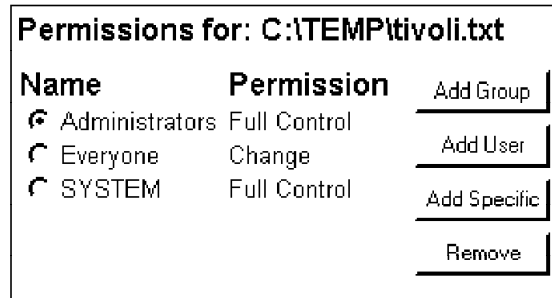 Permissions for: C:\TEMP\tivoli.txt
Name Permission
Administrators Full Control
Everyone Change
SYSTEM Full Control
Add Group
Add User
Add Specific
Remove